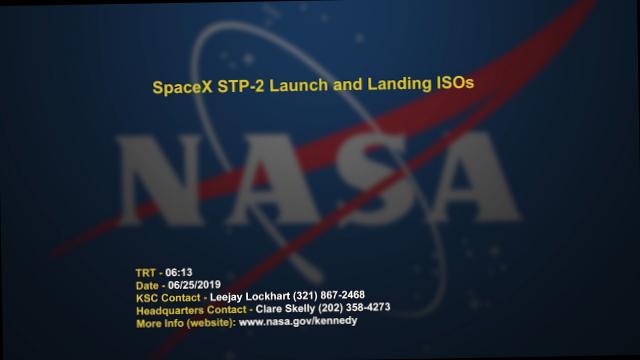 SpaceX STP-2 Launch and Landing ISOs
NASA
TRT - 06:13
Date - 06/25/2019
KSC Contact - Leejay Lockhart (321) 867-2468
Headquarters Contact - Clare Skelly (202) 358-4273
More Info (website): www.nasa.gov/kennedy